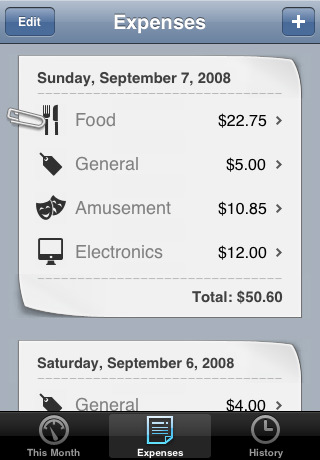 Edit
Expenses
+
Sunday, September 7, 2008
Food $22.75
General $5.00
Amusement $10.85
Electronics $12.00
Total: $50.60
Saturday, September 6, 2008
General $4.00
This Month
Expenses
History